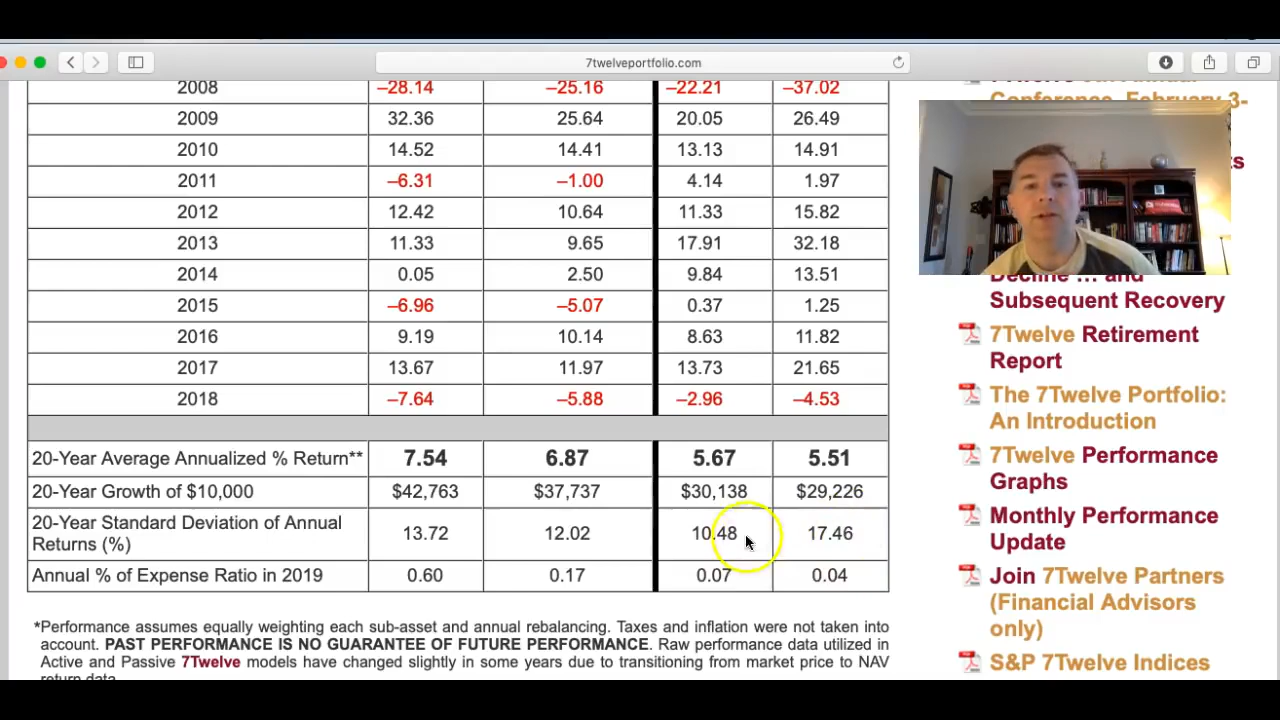 7twelveportfolio.com
2008 –28.14 –25.16 –22.21 –37.02
2009 32.36 25.64 20.05 26.49
2010 14.52 14.41 13.13 14.91
2011 –6.31 –1.00 4.14 1.97
2012 12.42 10.64 11.33 15.82
2013 11.33 9.65 17.91 32.18
2014 0.05 2.50 9.84 13.51
2015 –6.96 –5.07 0.37 1.25
2016 9.19 10.14 8.63 11.82
2017 13.67 11.97 13.73 21.65
2018 –7.64 –5.88 –2.96 –4.53
20-Year Average Annualized % Return** 7.54 6.87 5.67 5.51
20-Year Growth of $10,000 $42,763 $37,737 $30,138 $29,226
20-Year Standard Deviation of Annual
Returns (%) 13.72 12.02 10.48 17.46
Annual % of Expense Ratio in 2019 0.60 0.17 0.07 0.04
*Performance assumes equally weighting each sub-asset and annual rebalancing. Taxes and inflation were not taken into
account. PAST PERFORMANCE IS NO GUARANTEE OF FUTURE PERFORMANCE. Raw performance data utilized in
Active and Passive 7Twelve models have changed slightly in some years due to transitioning from market price to NAV
return data.
Conference, February 3-
Decline ... and
Subsequent Recovery
7Twelve Retirement
Report
The 7Twelve Portfolio:
An Introduction
7Twelve Performance
Graphs
Monthly Performance
Update
Join 7Twelve Partners
(Financial Advisors
only)
S&P 7Twelve Indices